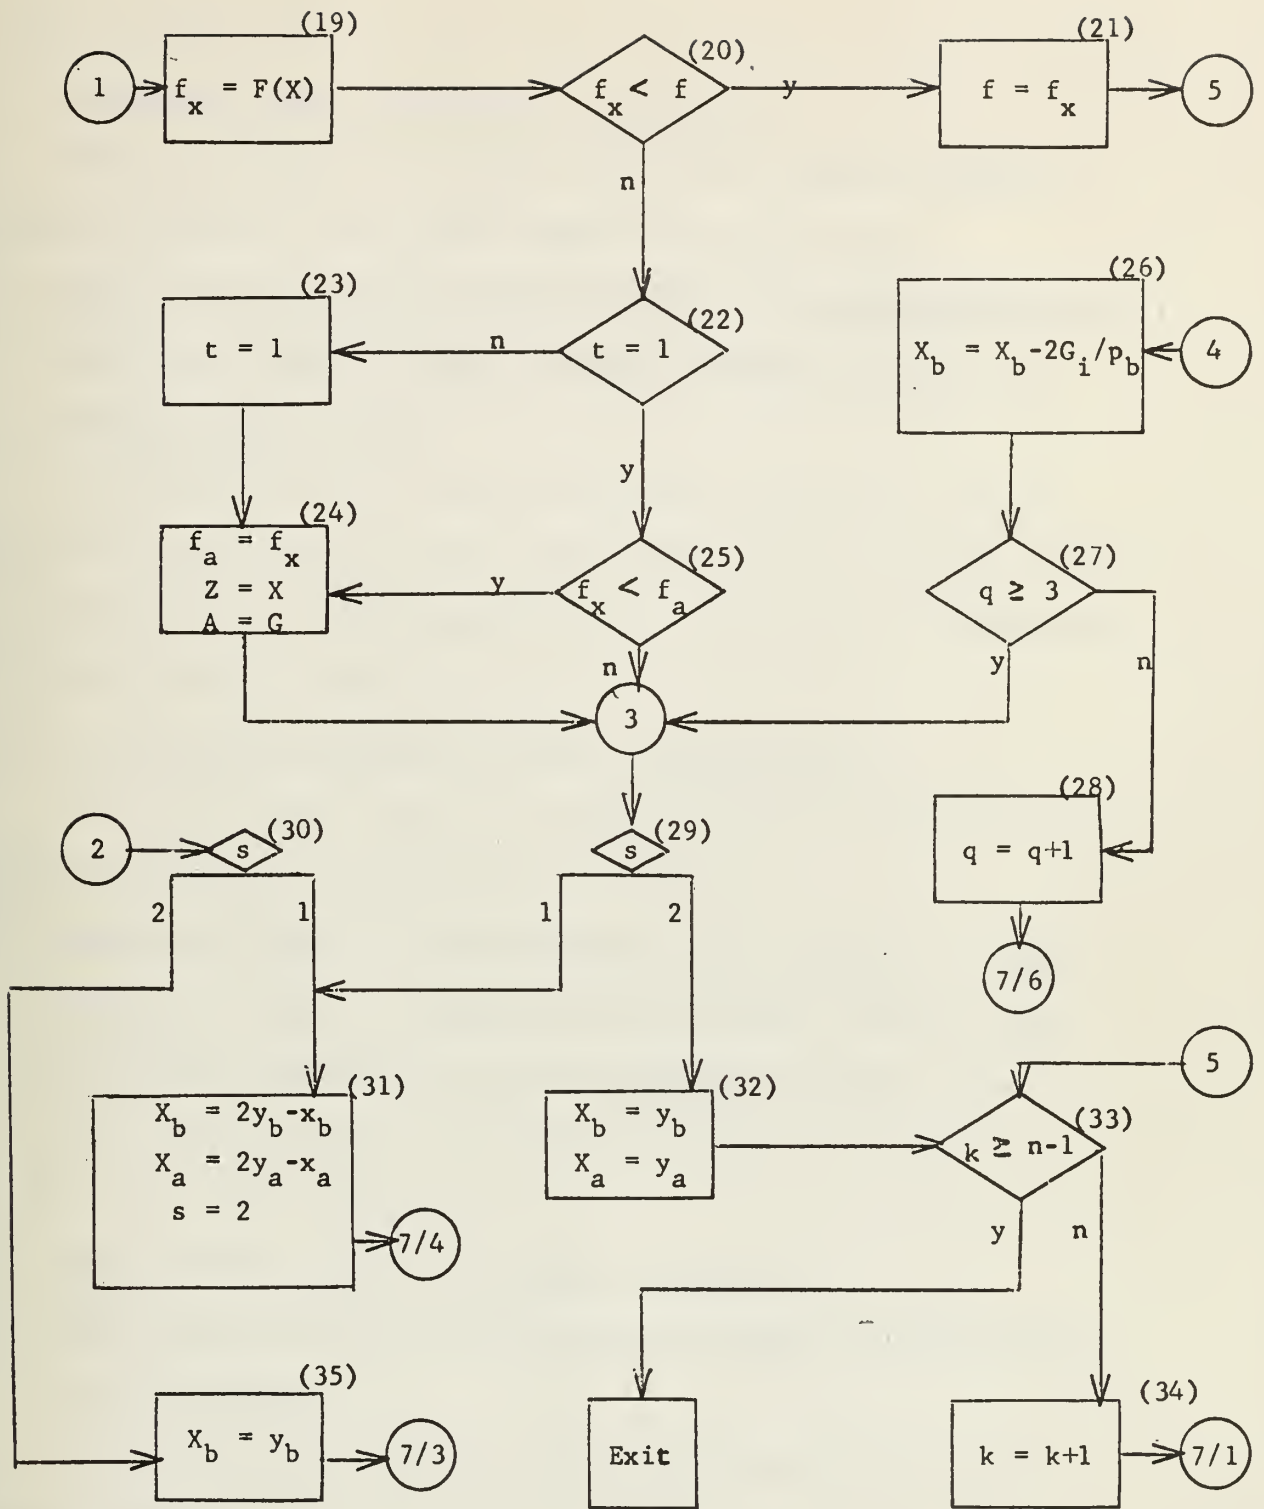 (19)
(20)
(21)
1
f_x = F(X)
f_x < f
y
f = f_x
5
n
(23)
(22)
(26)
t = 1
n
t = 1
X_b = X_b-2G_i/p_b
4
y
(24)
f_a = f_x
Z = X
A = G
(25)
y
f_x < f_a
(27)
q ≥ 3
n
y
n
3
(28)
2
(30)
s
(29)
s
q = q+1
2
1
1
2
7/6
5
(31)
X_b = 2y_b-x_b
X_a = 2y_a-x_a
s = 2
(32)
X_b = y_b
X_a = y_a
(33)
k ≥ n-1
7/4
y
n
(35)
(34)
X_b = y_b
7/3
Exit
k = k+1
7/1